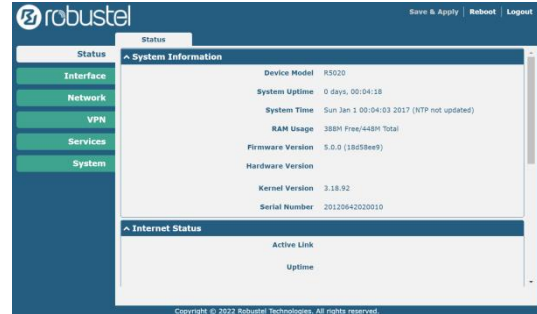 robustel
Save & Apply | Reboot | Logout
Status
Status
Interface
Network
VPN
Services
System
^ System Information
Device Model R5020
System Uptime 0 days, 00:04:18
System Time Sun Jan 1 00:04:03 2017 (NTP not updated)
RAM Usage 388M Free/448M Total
Firmware Version 5.0.0 (18d58ee9)
Hardware Version
Kernel Version 3.18.92
Serial Number 20120642020010
^ Internet Status
Active Link
Uptime
Copyright © 2022 Robustel Technologies. All rights reserved.